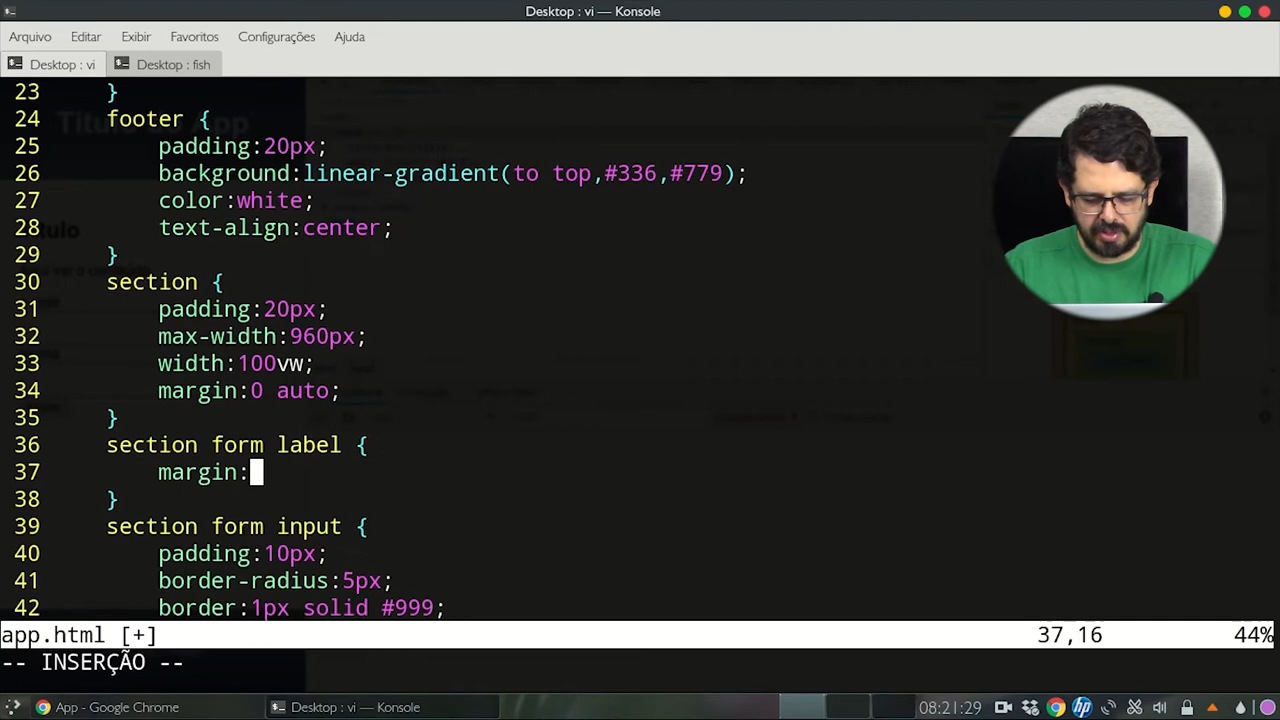 Desktop : vi — Konsole
Arquivo Editar Exibir Favoritos Configurações Ajuda
Desktop : vi Desktop : fish
23 }
24 footer {
25 padding:20px;
26 background:linear-gradient(to top,#336,#779);
27 color:white;
28 text-align:center;
29 }
30 section {
31 padding:20px;
32 max-width:960px;
33 width:100vw;
34 margin:0 auto;
35 }
36 section form label {
37 margin:
38 }
39 section form input {
40 padding:10px;
41 border-radius:5px;
42 border:1px solid #999;
app.html [+] 37,16 44%
-- INSERÇÃO --
App - Google Chrome Desktop : vi — Konsole 08:21:29